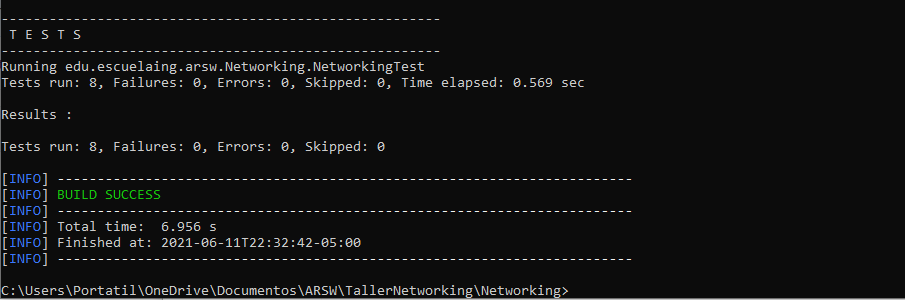 -------------------------------------------------------
 T E S T S
-------------------------------------------------------
Running edu.escuelaing.arsw.Networking.NetworkingTest
Tests run: 8, Failures: 0, Errors: 0, Skipped: 0, Time elapsed: 0.569 sec
Results :
Tests run: 8, Failures: 0, Errors: 0, Skipped: 0
[INFO] ------------------------------------------------------------------------
[INFO] BUILD SUCCESS
[INFO] ------------------------------------------------------------------------
[INFO] Total time:  6.956 s
[INFO] Finished at: 2021-06-11T22:32:42-05:00
[INFO] ------------------------------------------------------------------------
C:\Users\Portatil\OneDrive\Documentos\ARSW\TallerNetworking\Networking>